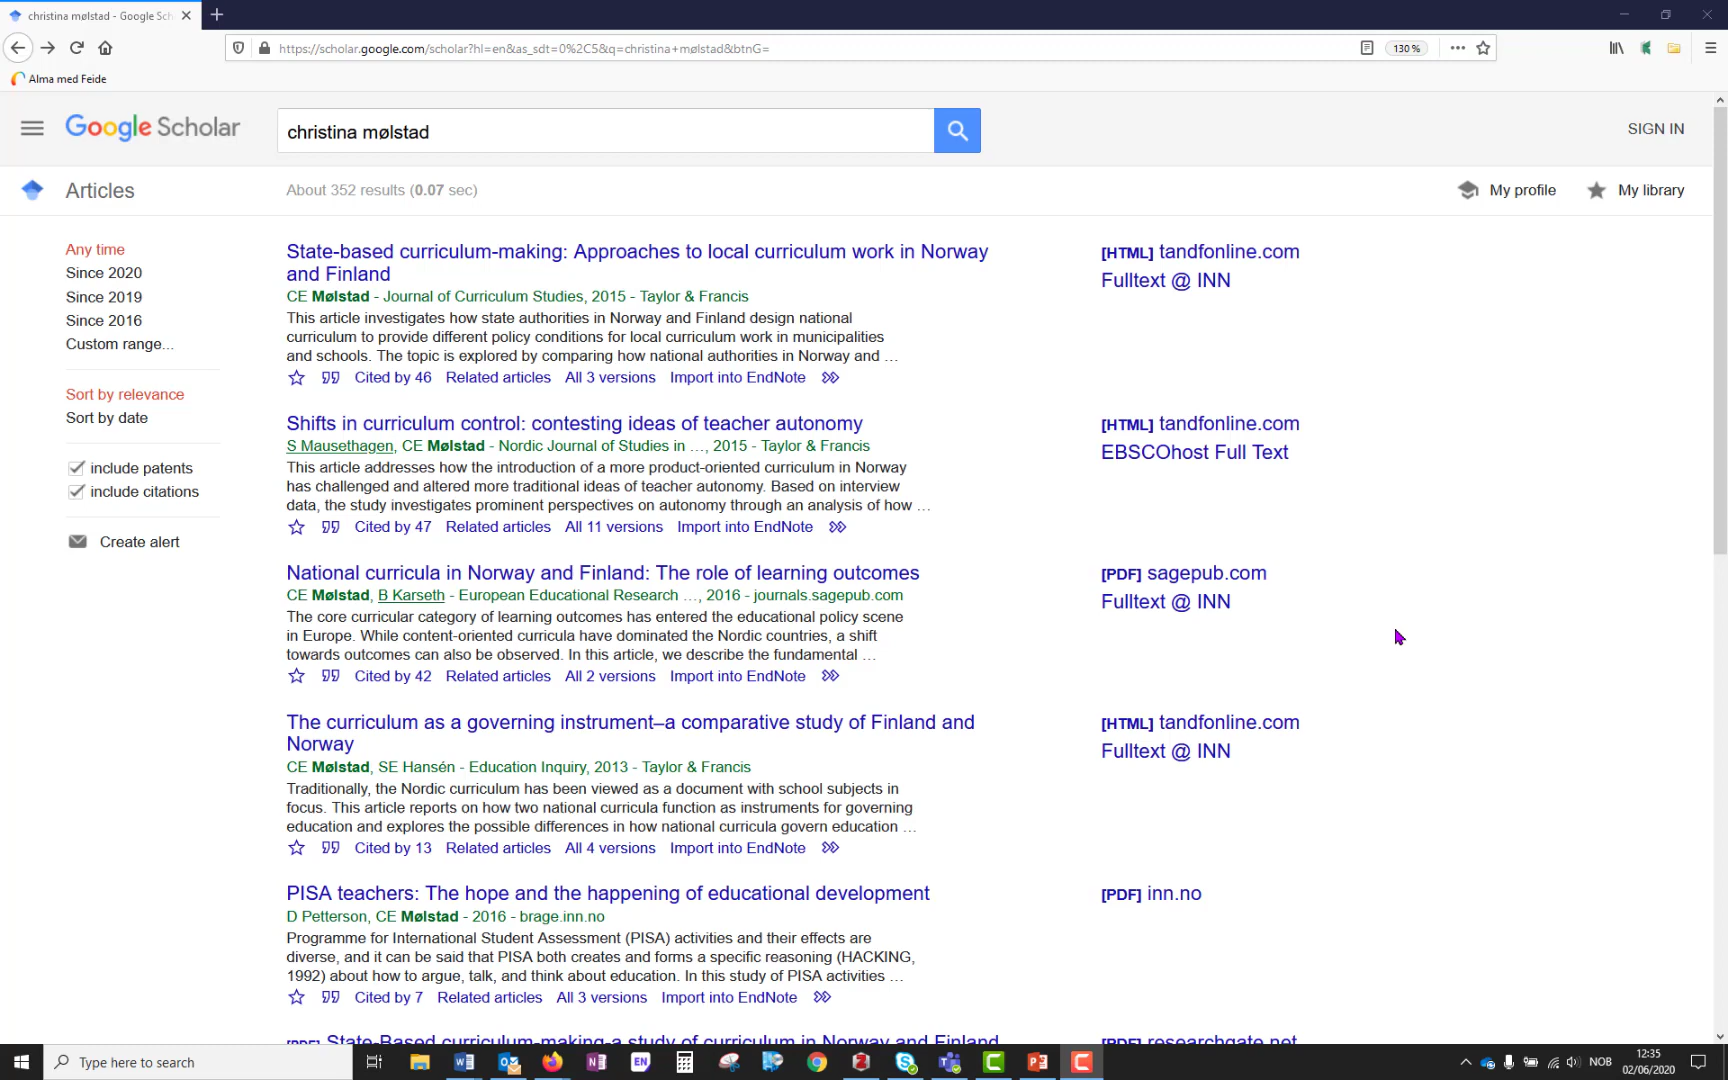 christina mølstad - Google Sch
https://scholar.google.com/scholar?hl=en&as_sdt=0%2C5&q=christina+mølstad&btnG=
130 %
Alma med Feide
Google Scholar
christina mølstad
SIGN IN
Articles
About 352 results (0.07 sec)
My profile
My library
Any time
Since 2020
Since 2019
Since 2016
Custom range...
Sort by relevance
Sort by date
include patents
include citations
Create alert
State-based curriculum-making: Approaches to local curriculum work in Norway
and Finland
CE Mølstad - Journal of Curriculum Studies, 2015 - Taylor & Francis
This article investigates how state authorities in Norway and Finland design national
curriculum to provide different policy conditions for local curriculum work in municipalities
and schools. The topic is explored by comparing how national authorities in Norway and …
Cited by 46 Related articles All 3 versions Import into EndNote
[HTML] tandfonline.com
Fulltext @ INN
Shifts in curriculum control: contesting ideas of teacher autonomy
S Mausethagen, CE Mølstad - Nordic Journal of Studies in …, 2015 - Taylor & Francis
This article addresses how the introduction of a more product-oriented curriculum in Norway
has challenged and altered more traditional ideas of teacher autonomy. Based on interview
data, the study investigates prominent perspectives on autonomy through an analysis of how …
Cited by 47 Related articles All 11 versions Import into EndNote
[HTML] tandfonline.com
EBSCOhost Full Text
National curricula in Norway and Finland: The role of learning outcomes
CE Mølstad, B Karseth - European Educational Research …, 2016 - journals.sagepub.com
The core curricular category of learning outcomes has entered the educational policy scene
in Europe. While content-oriented curricula have dominated the Nordic countries, a shift
towards outcomes can also be observed. In this article, we describe the fundamental …
Cited by 42 Related articles All 2 versions Import into EndNote
[PDF] sagepub.com
Fulltext @ INN
The curriculum as a governing instrument–a comparative study of Finland and
Norway
CE Mølstad, SE Hansén - Education Inquiry, 2013 - Taylor & Francis
Traditionally, the Nordic curriculum has been viewed as a document with school subjects in
focus. This article reports on how two national curricula function as instruments for governing
education and explores the possible differences in how national curricula govern education …
Cited by 13 Related articles All 4 versions Import into EndNote
[HTML] tandfonline.com
Fulltext @ INN
PISA teachers: The hope and the happening of educational development
D Petterson, CE Mølstad - 2016 - brage.inn.no
Programme for International Student Assessment (PISA) activities and their effects are
diverse, and it can be said that PISA both creates and forms a specific reasoning (HACKING,
1992) about how to argue, talk, and think about education. In this study of PISA activities …
Cited by 7 Related articles All 3 versions Import into EndNote
[PDF] inn.no
[PDF] State-Based curriculum-making-a study of curriculum in Norway and Finland
[PDF] researchgate.net
Type here to search
EN
NOB
12:35
02/06/2020